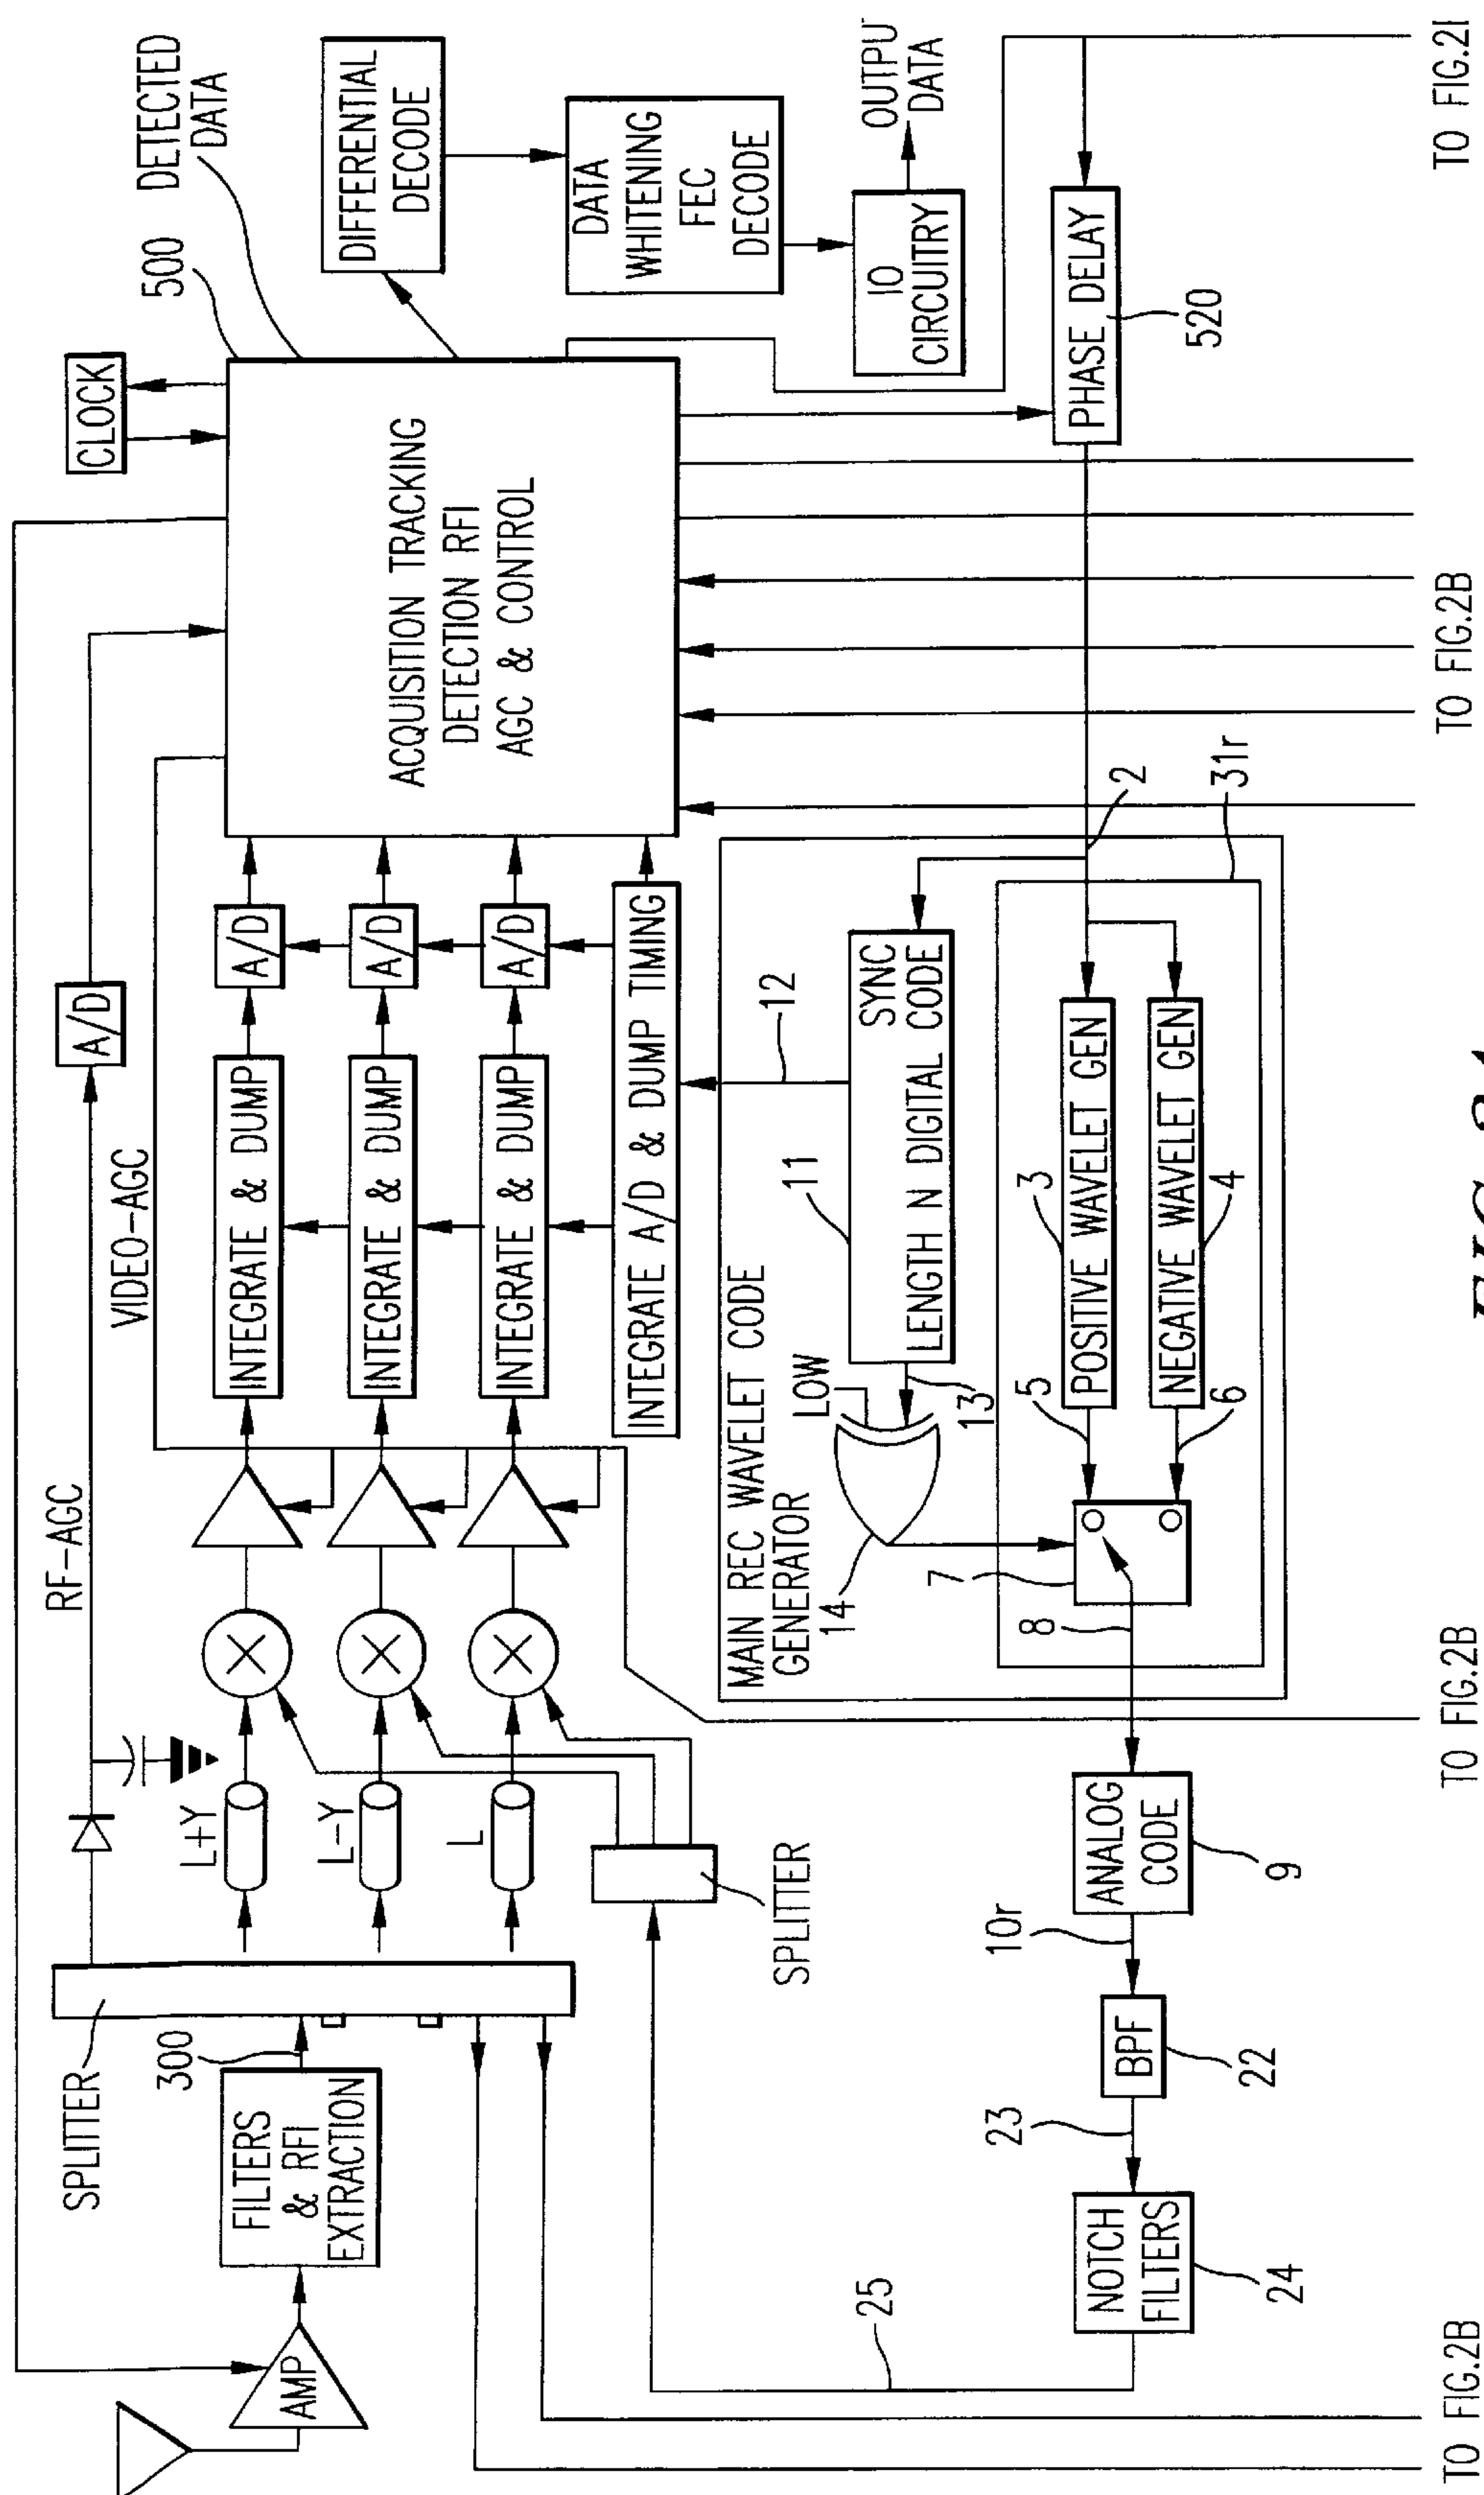 RF-AGC
A/D
CLOCK
500
DETECTED
DATA
VIDEO-AGC
SPLITTER
300
AMP
FILTERS
& RFI
EXTRACTION
L+Y
L-Y
L
INTEGRATE & DUMP
INTEGRATE & DUMP
INTEGRATE & DUMP
A/D
A/D
A/D
INTEGRATE A/D & DUMP TIMING
ACQUISITION TRACKING
DETECTION RFI
AGC & CONTROL
DIFFERENTIAL
DECODE
DATA
WHITENING
FEC
DECODE
IO
CIRCUITRY
OUTPU
DATA
SPLITTER
MAIN REC WAVELET CODE
GENERATOR
LOW
14
13
11
12
SYNC
LENGTH N DIGITAL CODE
PHASE DELAY
520
2
31r
3
POSITIVE WAVELET GEN
NEGATIVE WAVELET GEN
4
5
6
7
8
25
NOTCH
FILTERS
24
23
BPF
22
10r
ANALOG
CODE
9
TO FIG.2B
TO FIG.2B
TO FIG.2B